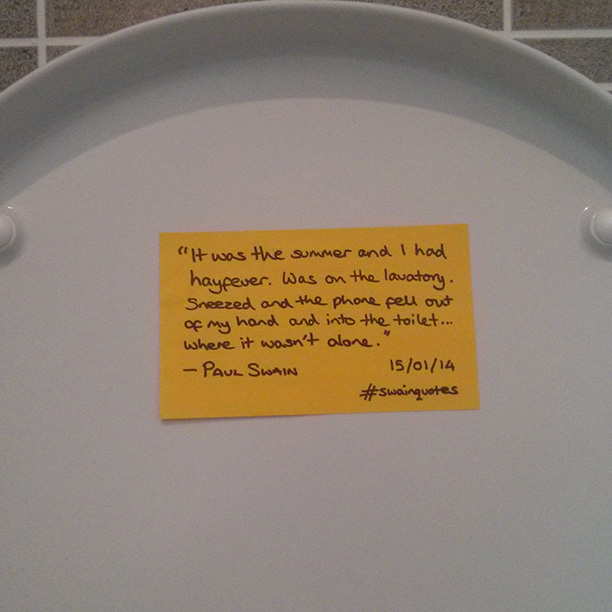 "It was the summer and I had
hayfever. Was on the lavatory.
Sneezed and the phone fell out
of my hand and into the toilet...
where it wasn't alone."
– PAUL SWAIN 15/01/14
#swainquotes